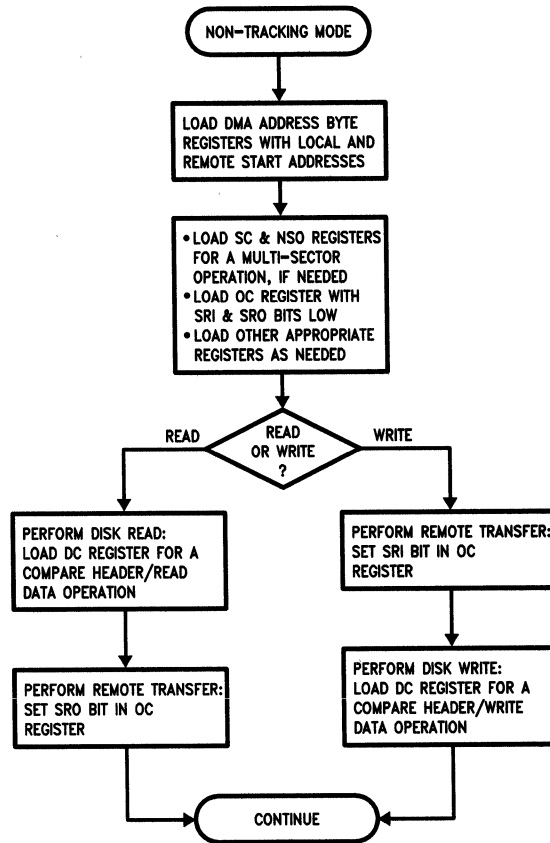 NON-TRACKING MODE
LOAD DMA ADDRESS BYTE
REGISTERS WITH LOCAL AND
REMOTE START ADDRESSES
• LOAD SC & NSO REGISTERS
FOR A MULTI-SECTOR
OPERATION, IF NEEDED
• LOAD OC REGISTER WITH
SRI & SRO BITS LOW
• LOAD OTHER APPROPRIATE
REGISTERS AS NEEDED
READ
READ
OR WRITE
?
WRITE
PERFORM DISK READ:
LOAD DC REGISTER FOR A
COMPARE HEADER/READ
DATA OPERATION
PERFORM REMOTE TRANSFER:
SET SRI BIT IN OC
REGISTER
PERFORM REMOTE TRANSFER:
SET SRO BIT IN OC
REGISTER
PERFORM DISK WRITE:
LOAD DC REGISTER FOR A
COMPARE HEADER/WRITE
DATA OPERATION
CONTINUE